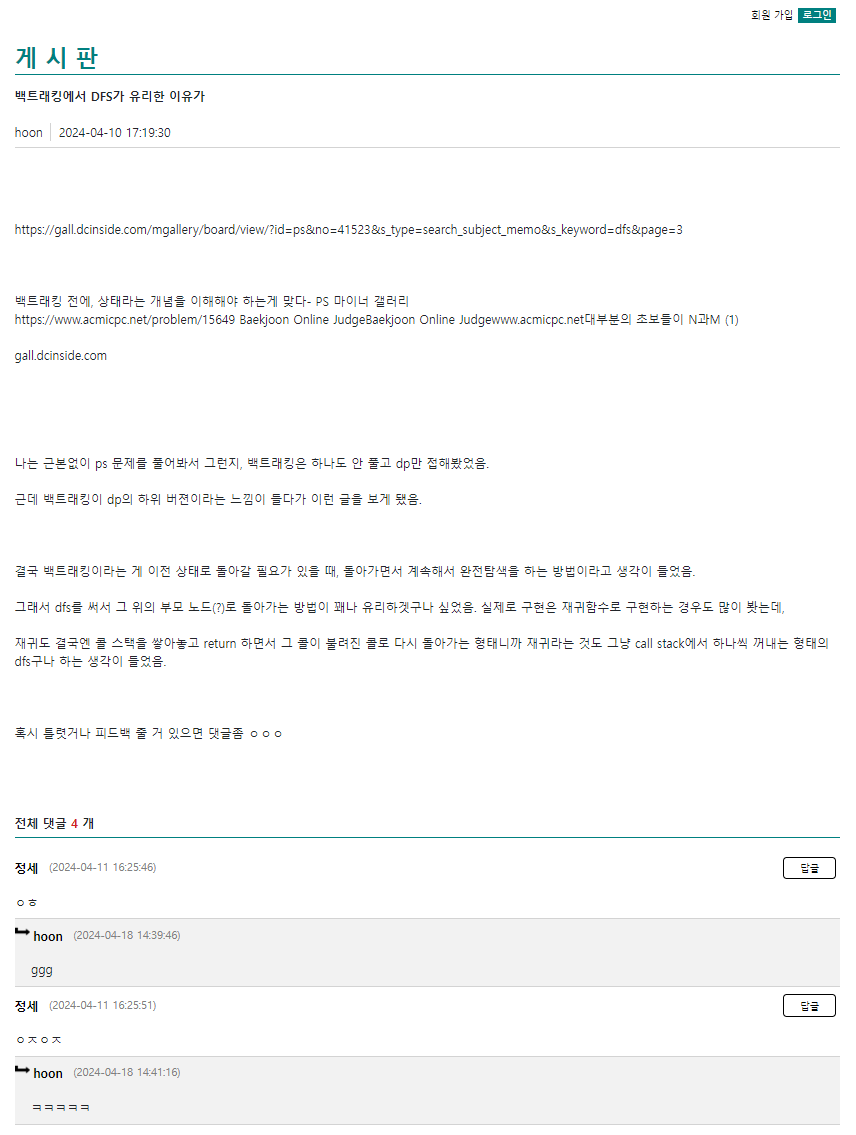 회원 가입 로그인
게 시 판
백트래킹에서 DFS가 유리한 이유가
hoon 2024-04-10 17:19:30
https://gall.dcinside.com/mgallery/board/view/?id=ps&no=41523&s_type=search_subject_memo&s_keyword=dfs&page=3
백트래킹 전에, 상태라는 개념을 이해해야 하는게 맞다- PS 마이너 갤러리
https://www.acmicpc.net/problem/15649 Baekjoon Online JudgeBaekjoon Online Judgewww.acmicpc.net대부분의 초보들이 N과M (1)
gall.dcinside.com
나는 근본없이 ps 문제를 풀어봐서 그런지, 백트래킹은 하나도 안 풀고 dp만 접해봤었음.
근데 백트래킹이 dp의 하위 버젼이라는 느낌이 들다가 이런 글을 보게 됐음.
결국 백트래킹이라는 게 이전 상태로 돌아갈 필요가 있을 때, 돌아가면서 계속해서 완전탐색을 하는 방법이라고 생각이 들었음.
그래서 dfs를 써서 그 위의 부모 노드(?)로 돌아가는 방법이 꽤나 유리하겟구나 싶었음. 실제로 구현은 재귀함수로 구현하는 경우도 많이 봣는데,
재귀도 결국엔 콜 스택을 쌓아놓고 return 하면서 그 콜이 불려진 콜로 다시 돌아가는 형태니까 재귀라는 것도 그냥 call stack에서 하나씩 꺼내는 형태의
dfs구나 하는 생각이 들었음.
혹시 틀렷거나 피드백 줄 거 있으면 댓글좀 ㅇㅇㅇ
전체 댓글 4 개
정세 (2024-04-11 16:25:46) 답글
ㅇㅎ
hoon (2024-04-18 14:39:46)
ggg
정세 (2024-04-11 16:25:51) 답글
ㅇㅈㅇㅈ
hoon (2024-04-18 14:41:16)
ㅋㅋㅋㅋㅋ